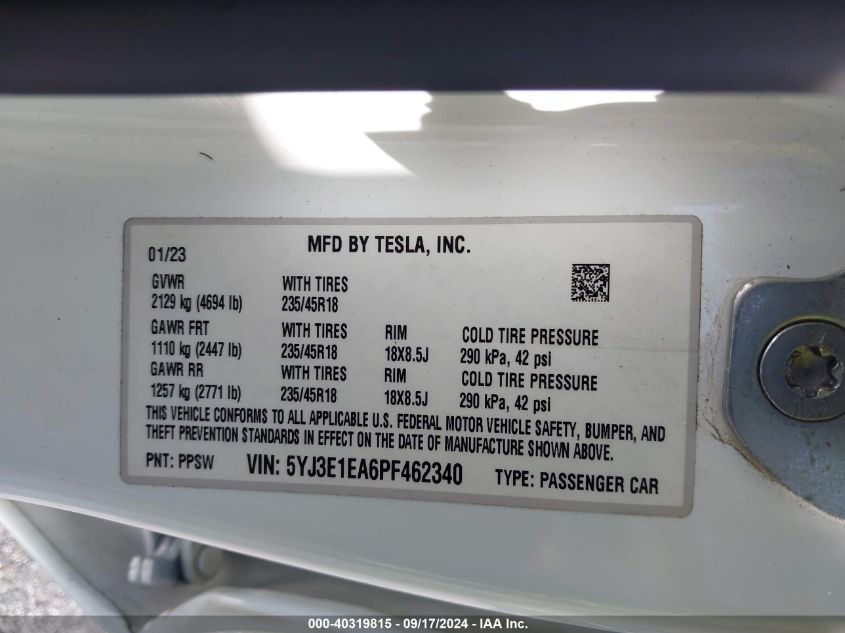 01/23 MFD BY TESLA, INC.
GVWR WITH TIRES
2129 kg (4694 lb) 235/45R18
GAWR FRT WITH TIRES RIM COLD TIRE PRESSURE
1110 kg (2447 lb) 235/45R18 18X8.5J 290 kPa, 42 psi
GAWR RR WITH TIRES RIM COLD TIRE PRESSURE
1257 kg (2771 lb) 235/45R18 18X8.5J 290 kPa, 42 psi
THIS VEHICLE CONFORMS TO ALL APPLICABLE U.S. FEDERAL MOTOR VEHICLE SAFETY, BUMPER, AND
THEFT PREVENTION STANDARDS IN EFFECT ON THE DATE OF MANUFACTURE SHOWN ABOVE.
PNT: PPSW VIN: 5YJ3E1EA6PF462340 TYPE: PASSENGER CAR
000-40319815 - 09/17/2024 - IAA Inc.